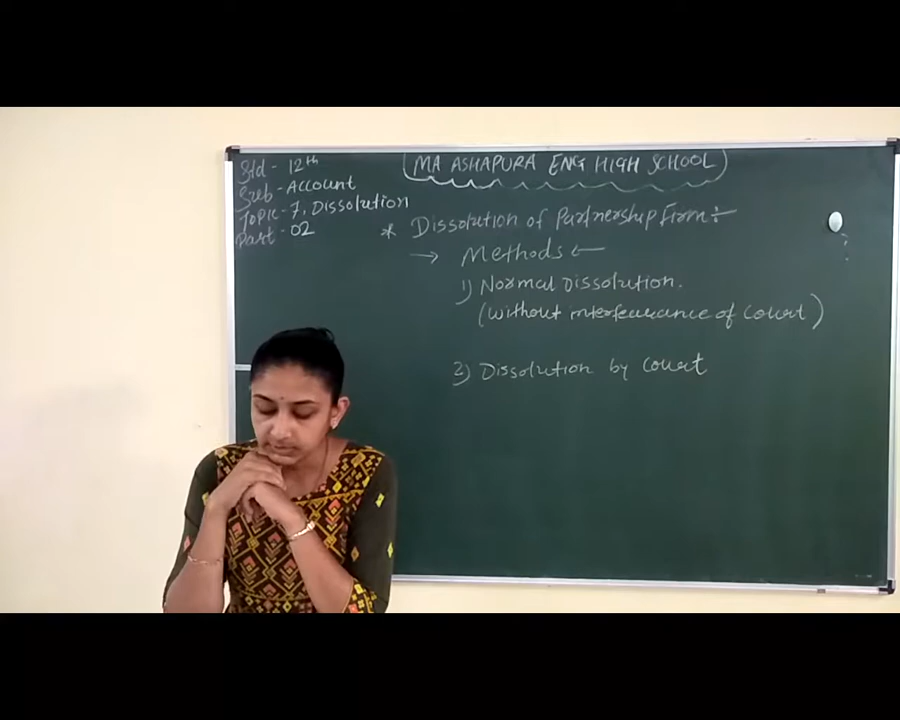 Std - 12th
Sub - Account
Topic - 7, Dissolution
Part - 02
MA ASHAPURA ENG HIGH SCHOOL
* Dissolution of Partnership Firm ÷
→ Methods ←
1) Normal Dissolution.
(Without interfearance of Court)
2) Dissolution by Court